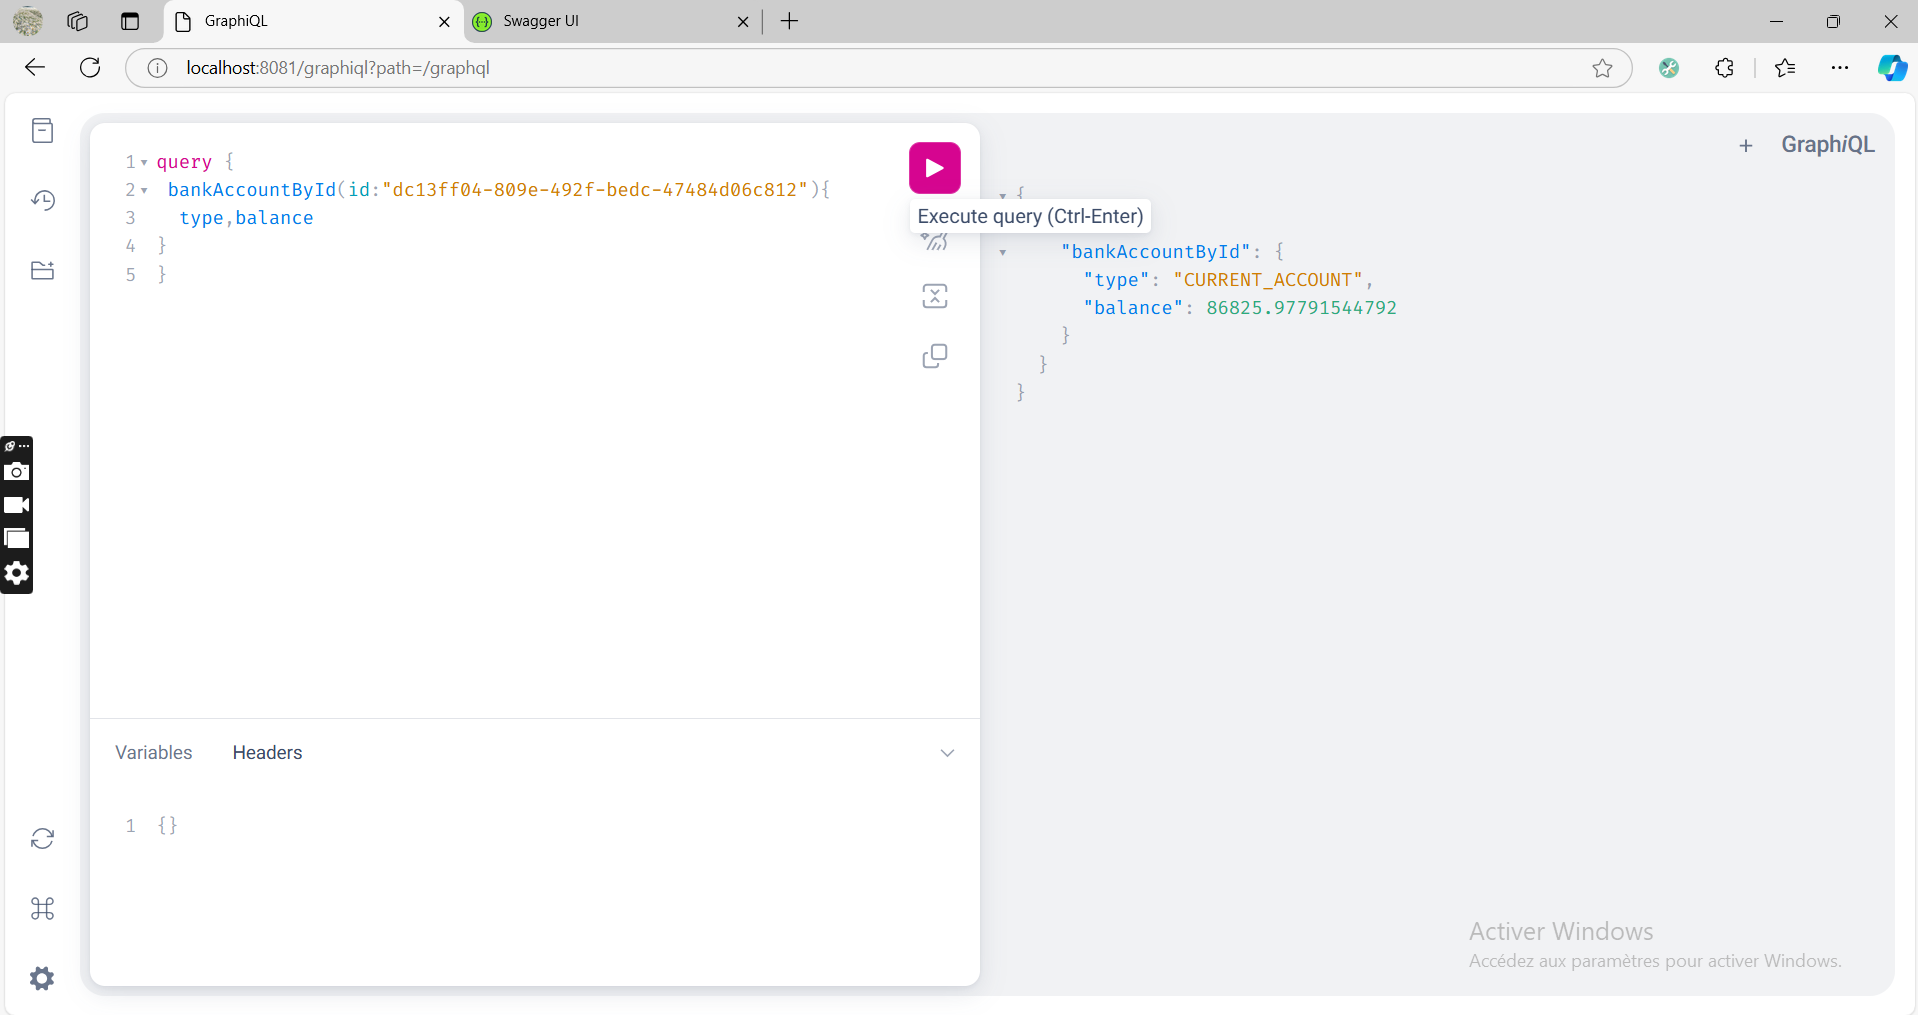 GraphiQL
Swagger UI
localhost:8081/graphiql?path=/graphql
GraphiQL
1 query {
2 bankAccountById(id:"dc13ff04-809e-492f-bedc-47484d06c812"){
3 type,balance
4 }
5 }
Execute query (Ctrl-Enter)
{
"bankAccountById": {
"type": "CURRENT_ACCOUNT",
"balance": 86825.97791544792
}
}
}
Variables Headers
1 {}
Activer Windows
Accédez aux paramètres pour activer Windows.